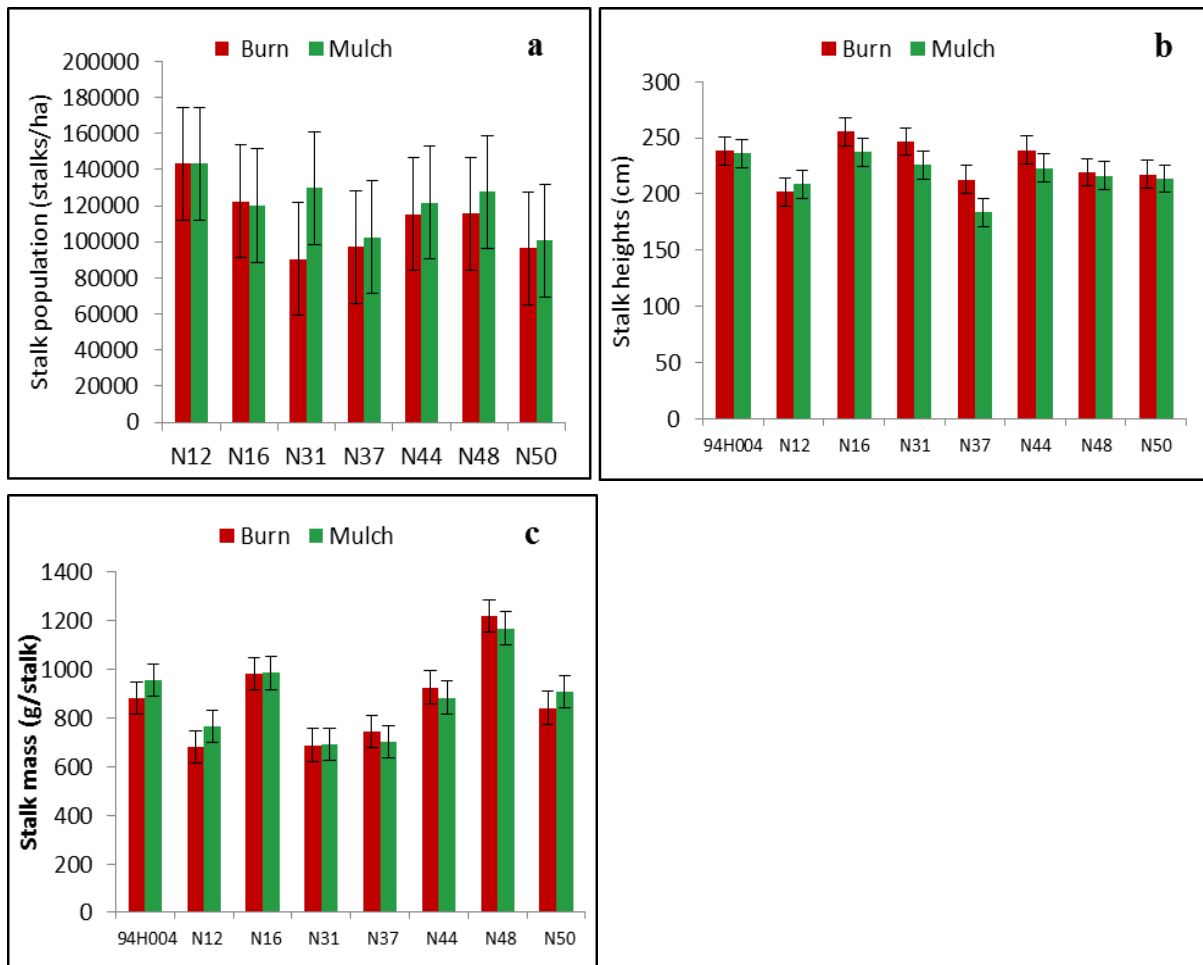 Burn Mulch a
Stalk population (stalks/ha)
200000
180000
160000
140000
120000
100000
80000
60000
40000
20000
0
N12 N16 N31 N37 N44 N48 N50
Burn Mulch b
Stalk heights (cm)
300
250
200
150
100
50
0
94H004 N12 N16 N31 N37 N44 N48 N50
Burn Mulch c
Stalk mass (g/stalk)
1400
1200
1000
800
600
400
200
0
94H004 N12 N16 N31 N37 N44 N48 N50